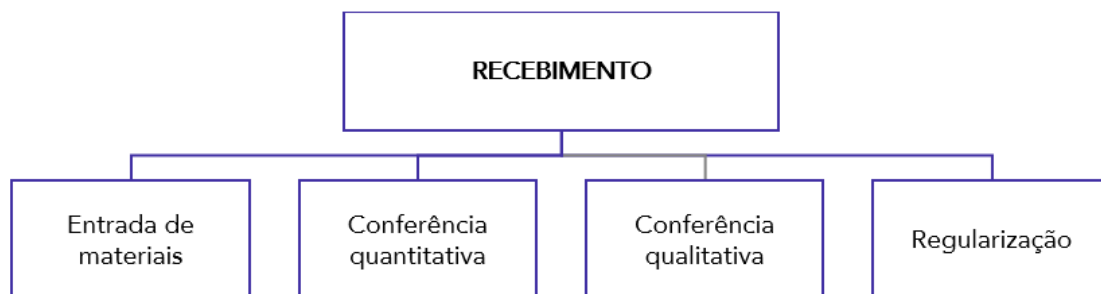 RECEBIMENTO
Entrada de
materiais
Conferência
quantitativa
Conferência
qualitativa
Regularização